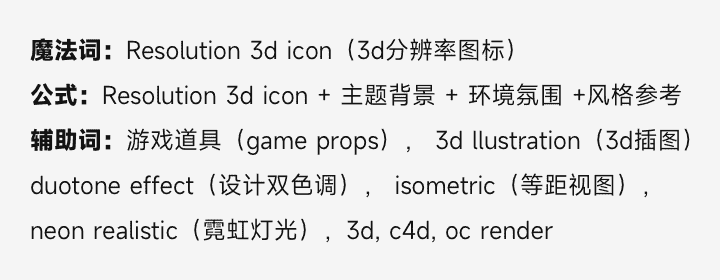 魔法词：Resolution 3d icon（3d分辨率图标）
公式：Resolution 3d icon + 主题背景 + 环境氛围 +风格参考
辅助词：游戏道具（game props）， 3d llustration（3d插图）
duotone effect（设计双色调）， isometric（等距视图），
neon realistic（霓虹灯光），3d, c4d, oc render